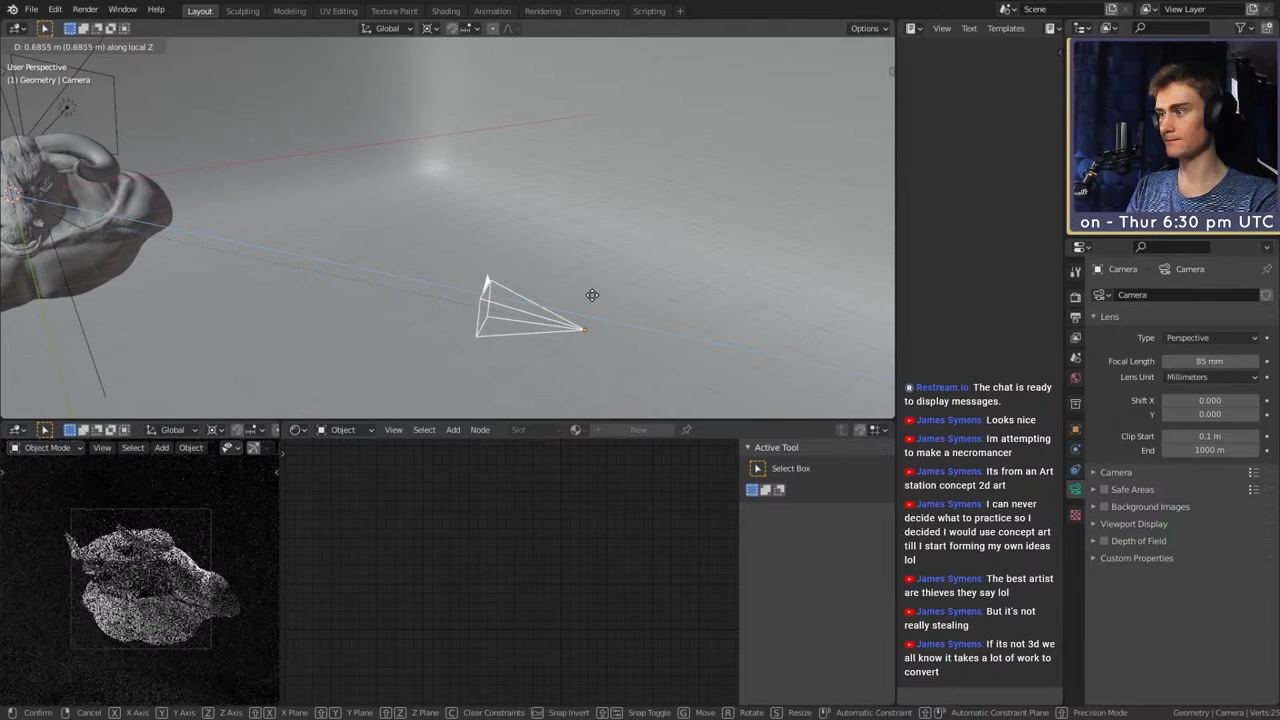 File Edit Render Window Help Layout Sculpting Modeling UV Editing Texture Paint Shading Animation Rendering Compositing Scripting + Scene View Layer
Global Options View Text Templates
D: 0.6855 m (0.6855 m) along local Z
User Perspective
(1) Geometry | Camera
on - Thur 6:30 pm UTC
Camera Camera
Camera
Lens
Type Perspective
Focal Length 85 mm
Lens Unit Millimeters
Shift X 0.000
Y 0.000
Clip Start 0.1 m
End 1000 m
Camera
Safe Areas
Background Images
Viewport Display
Depth of Field
Custom Properties
Restream.io The chat is ready
to display messages.
James Symens Looks nice
James Symens Im attempting
to make a necromancer
James Symens Its from an Art
station concept 2d art
James Symens I can never
decide what to practice so I
decided I would use concept art
till I start forming my own ideas
lol
James Symens The best artist
are thieves they say lol
James Symens But it's not
really stealing
James Symens If its not 3d we
all know it takes a lot of work to
convert
Global Object View Select Add Node Slot New
Object Mode View Select Add Object
Active Tool
Select Box
Confirm Cancel X X Axis Y Y Axis Z Z Axis X X Plane Y Y Plane Z Z Plane C Clear Constraints Ctrl Snap Invert Snap Toggle G Move R Rotate S Resize Automatic Constraint Automatic Constraint Plane Precision Mode Geometry | Camera | Verts:25